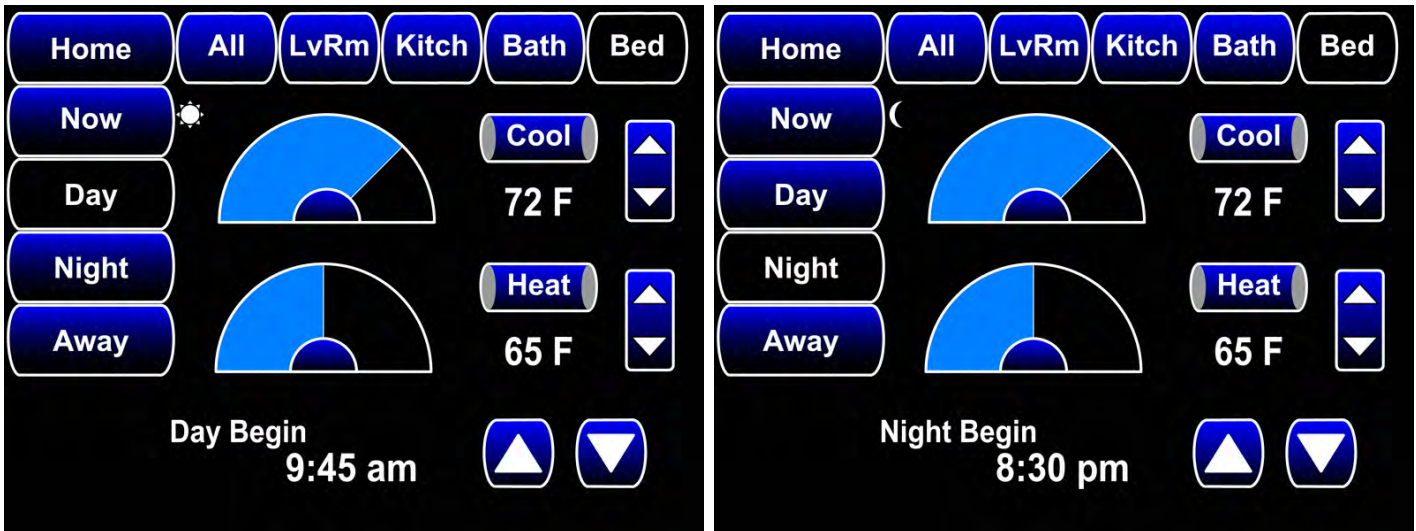 Home All LvRm Kitch Bath Bed
Now
Cool
Day
72 F
Night
Heat
Away
65 F
Day Begin
9:45 am
Home All LvRm Kitch Bath Bed
Now
Cool
Day
72 F
Night
Heat
Away
65 F
Night Begin
8:30 pm